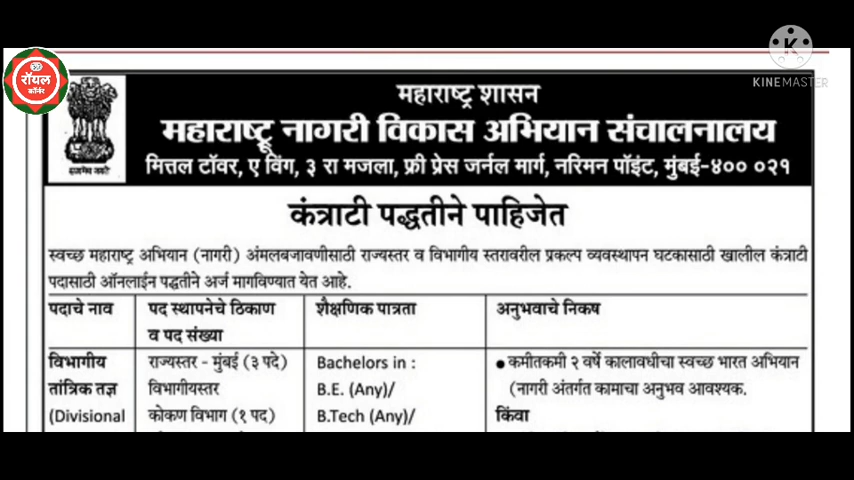 रॉयल
कॉर्नर
K
KINEMASTER
महाराष्ट्र शासन
महाराष्ट्र नागरी विकास अभियान संचालनालय
मित्तल टॉवर, ए विंग, ३ रा मजला, फ्री प्रेस जर्नल मार्ग, नरिमन पॉइंट, मुंबई-४०० ०२१
सत्यमेव जयते
कंत्राटी पद्धतीने पाहिजेत
स्वच्छ महाराष्ट्र अभियान (नागरी) अंमलबजावणीसाठी राज्यस्तर व विभागीय स्तरावरील प्रकल्प व्यवस्थापन घटकासाठी खालील कंत्राटी
पदासाठी ऑनलाईन पद्धतीने अर्ज मागविण्यात येत आहे.
पदाचे नाव
पद स्थापनेचे ठिकाण
व पद संख्या
शैक्षणिक पात्रता
अनुभवाचे निकष
विभागीय
तांत्रिक तज्ञ
(Divisional
राज्यस्तर - मुंबई (३ पदे)
विभागीयस्तर
कोकण विभाग (१ पद)
Bachelors in :
B.E. (Any)/
B.Tech (Any)/
● कमीतकमी २ वर्षे कालावधीचा स्वच्छ भारत अभियान
(नागरी अंतर्गत कामाचा अनुभव आवश्यक.
किंवा